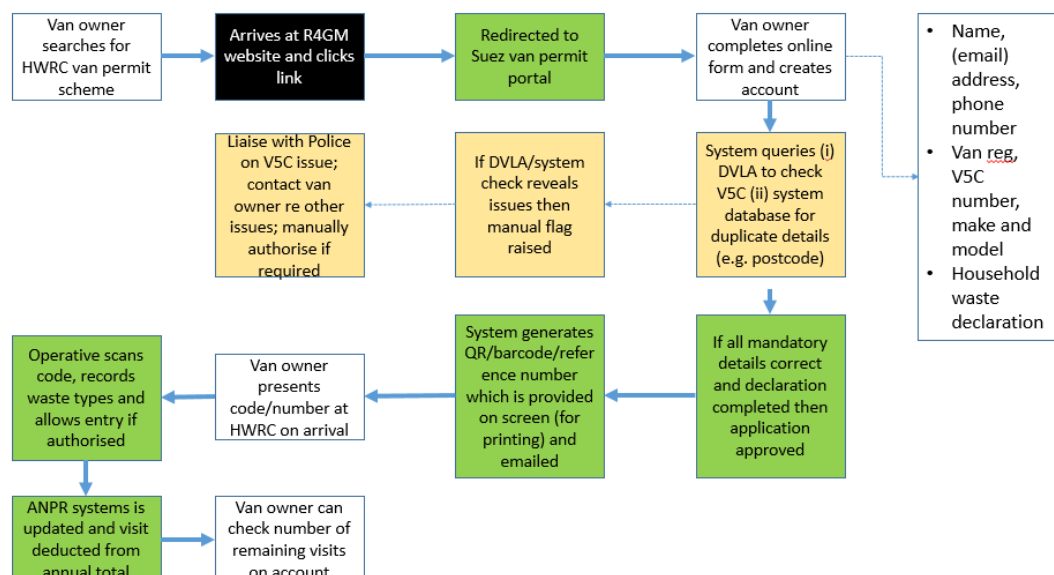 Van owner
searches for
HWRC van permit
scheme
Arrives at R4GM
website and clicks
link
Redirected to
Suez van permit
portal
Van owner
completes online
form and creates
account
• Name,
(email)
address,
phone
number
• Van reg,
V5C
number,
make and
model
• Household
waste
declaration
Liaise with Police
on V5C issue;
contact van
owner re other
issues; manually
authorise if
required
If DVLA/system
check reveals
issues then
manual flag
raised
System queries (i)
DVLA to check
V5C (ii) system
database for
duplicate details
(e.g. postcode)
Operative scans
code, records
waste types and
allows entry if
authorised
Van owner
presents
code/number at
HWRC on arrival
System generates
QR/barcode/refer
ence number
which is provided
on screen (for
printing) and
emailed
If all mandatory
details correct
and declaration
completed then
application
approved
ANPR systems is
updated and visit
deducted from
annual total
Van owner can
check number of
remaining visits
on account